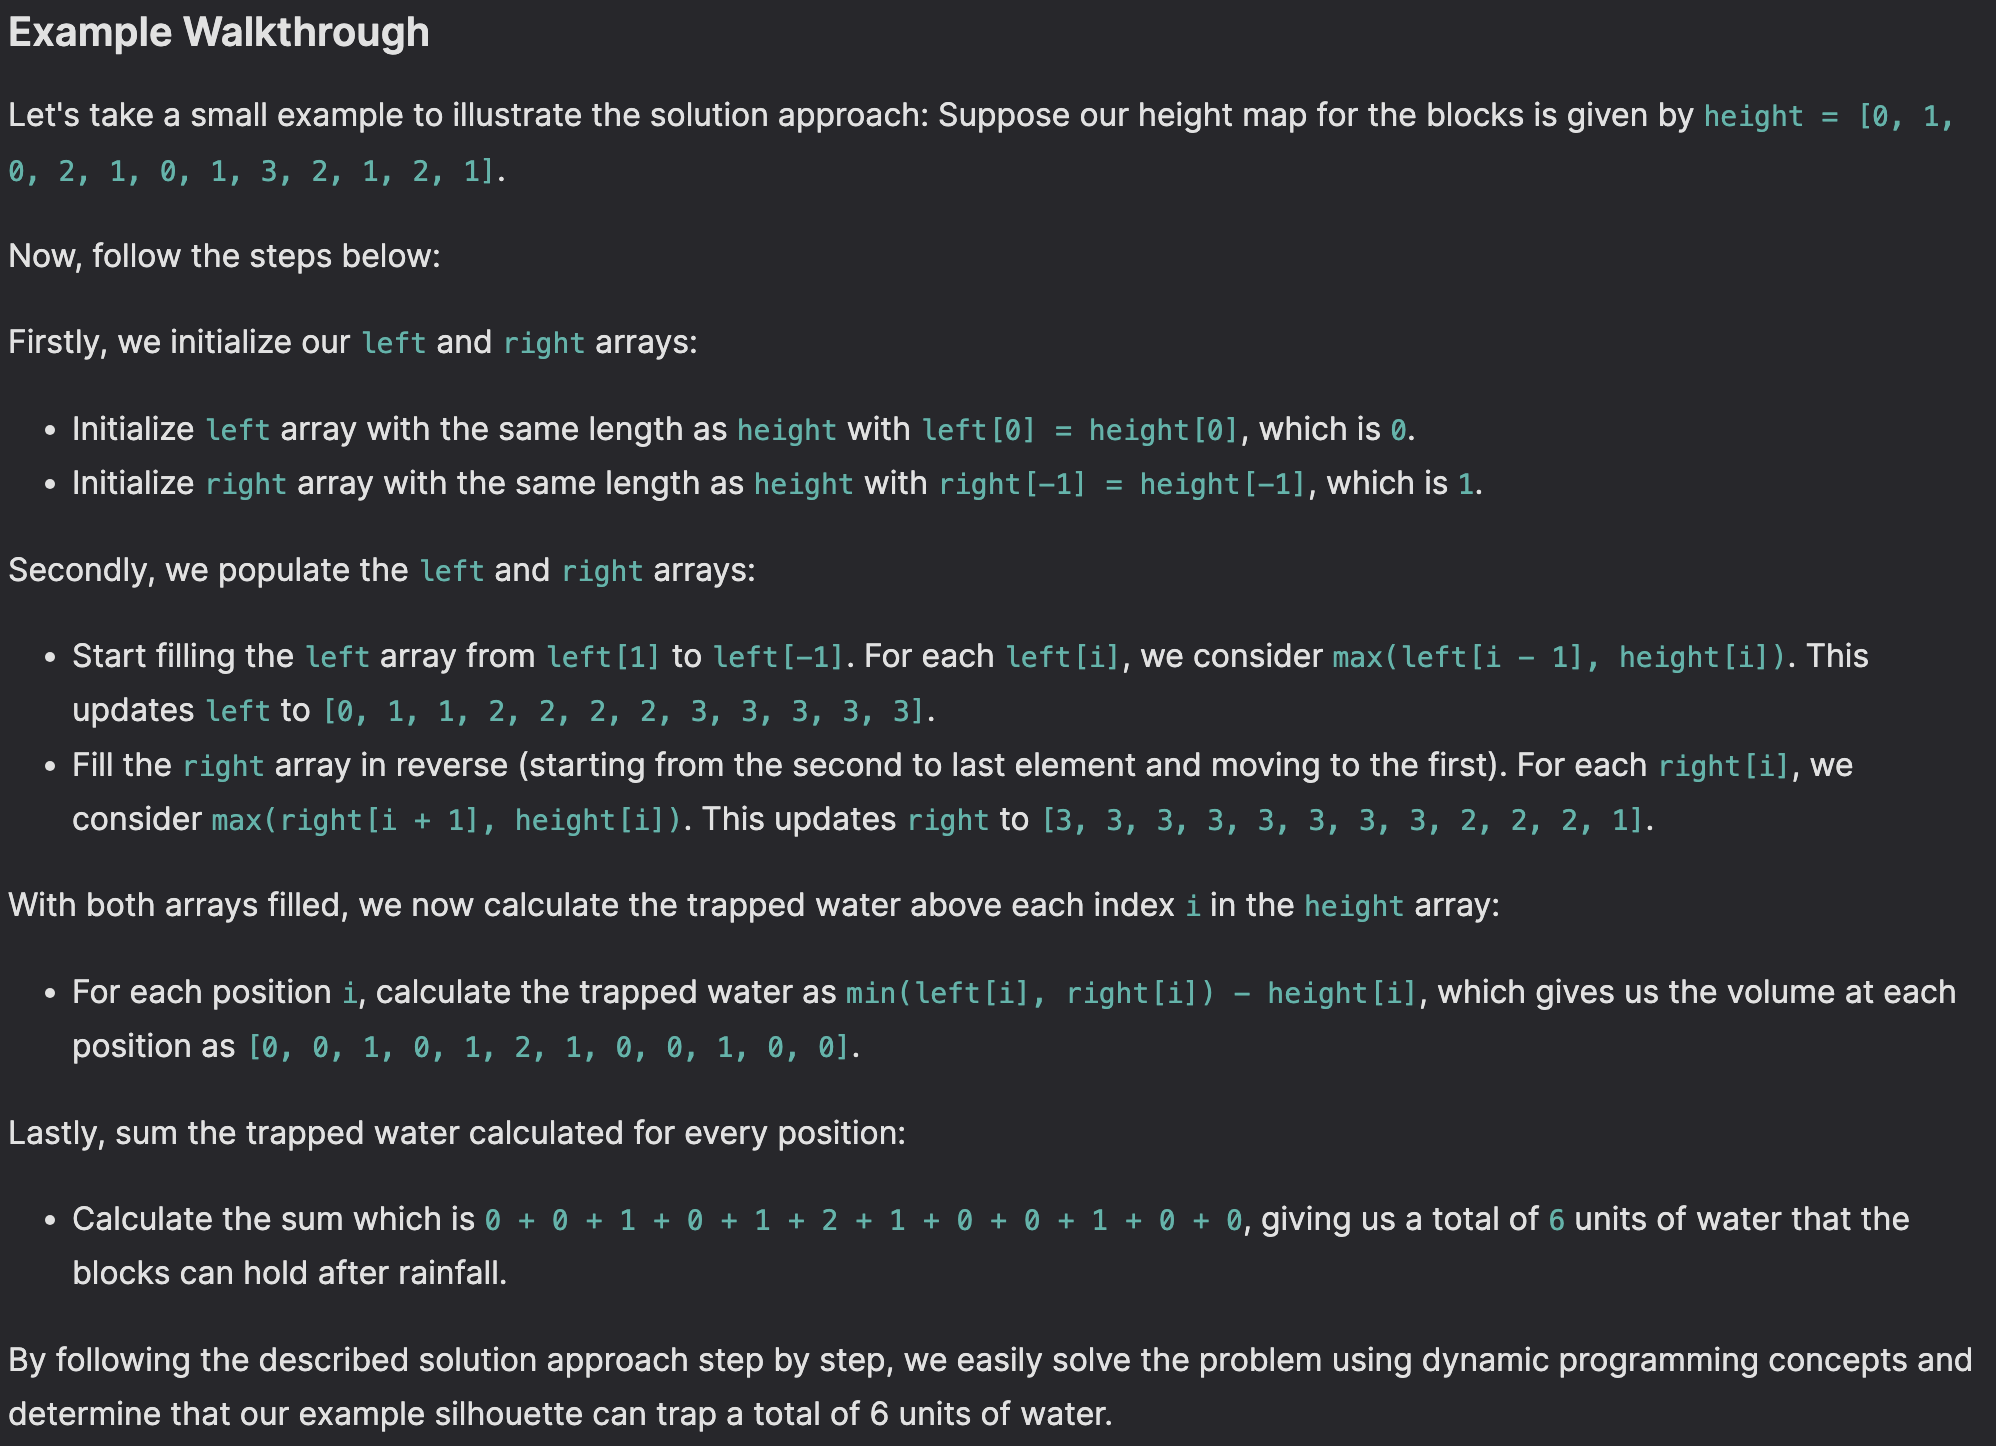 Example Walkthrough
Let's take a small example to illustrate the solution approach: Suppose our height map for the blocks is given by height = [0, 1,
0, 2, 1, 0, 1, 3, 2, 1, 2, 1].
Now, follow the steps below:
Firstly, we initialize our left and right arrays:
• Initialize left array with the same length as height with left[0] = height[0], which is 0.
• Initialize right array with the same length as height with right[-1] = height[-1], which is 1.
Secondly, we populate the left and right arrays:
• Start filling the left array from left[1] to left[-1]. For each left[i], we consider max(left[i - 1], height[i]). This
updates left to [0, 1, 1, 2, 2, 2, 2, 3, 3, 3, 3, 3].
• Fill the right array in reverse (starting from the second to last element and moving to the first). For each right[i], we
consider max(right[i + 1], height[i]). This updates right to [3, 3, 3, 3, 3, 3, 3, 3, 2, 2, 2, 1].
With both arrays filled, we now calculate the trapped water above each index i in the height array:
• For each position i, calculate the trapped water as min(left[i], right[i]) - height[i], which gives us the volume at each
position as [0, 0, 1, 0, 1, 2, 1, 0, 0, 1, 0, 0].
Lastly, sum the trapped water calculated for every position:
• Calculate the sum which is 0 + 0 + 1 + 0 + 1 + 2 + 1 + 0 + 0 + 1 + 0 + 0, giving us a total of 6 units of water that the
blocks can hold after rainfall.
By following the described solution approach step by step, we easily solve the problem using dynamic programming concepts and
determine that our example silhouette can trap a total of 6 units of water.